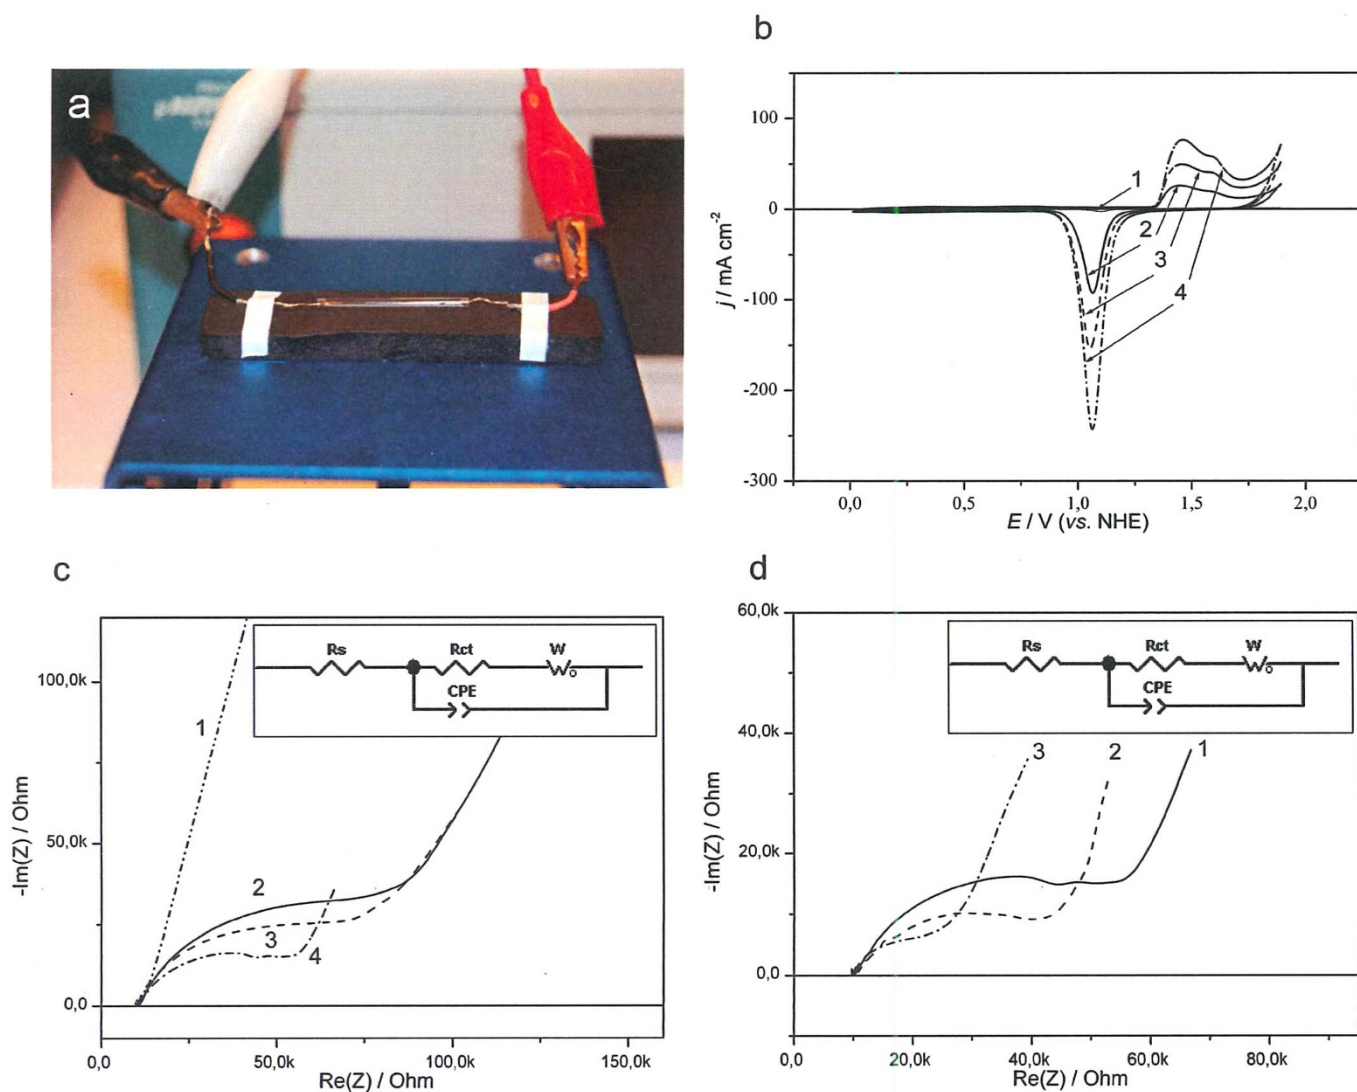 a
b
100
0
-100
-200
-300
j / mA cm⁻²
1
2
3
4
0,0
0,5
1,0
1,5
2,0
E / V (vs. NHE)
c
100,0k
50,0k
0,0
-Im(Z) / Ohm
Rs
Rct
W
o
CPE
1
2
3
4
0,0
50,0k
100,0k
150,0k
Re(Z) / Ohm
d
60,0k
40,0k
20,0k
0,0
-Im(Z) / Ohm
Rs
Rct
W
o
CPE
3
2
1
0,0
20,0k
40,0k
60,0k
80,0k
Re(Z) / Ohm